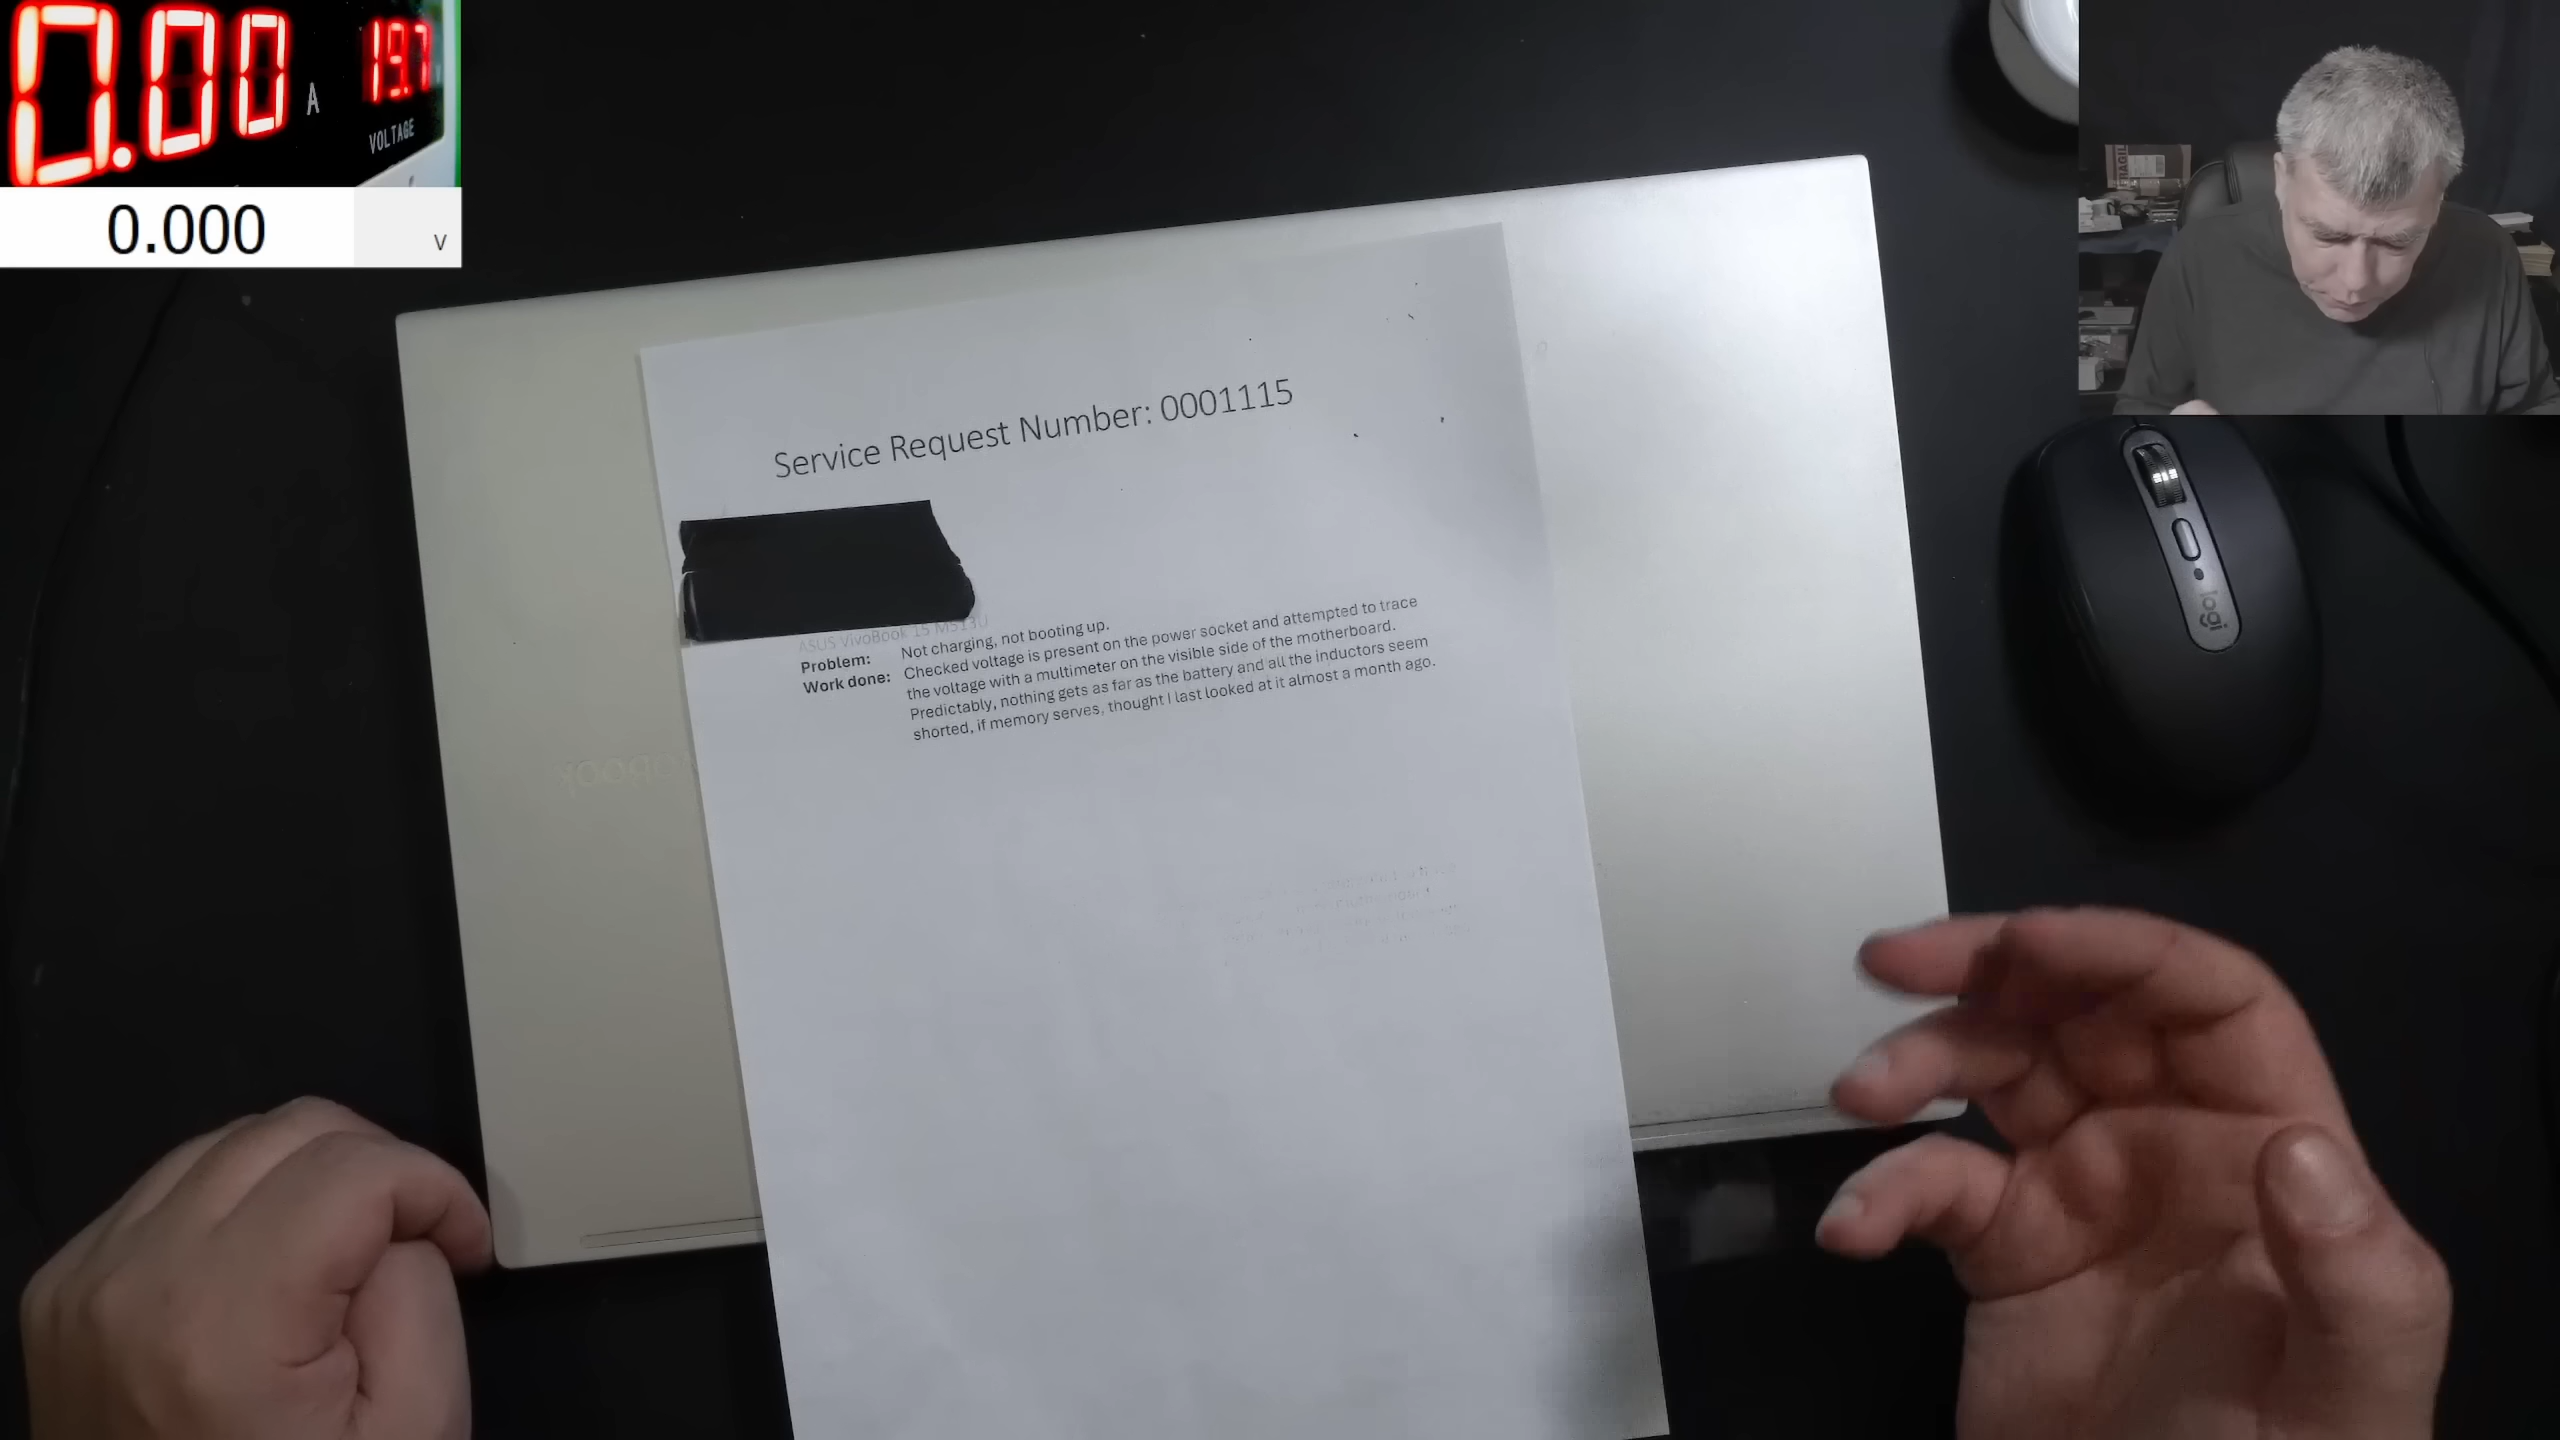 0.00 A 19.7
VOLTAGE
0.000 V
FRAGIL
Service Request Number: 0001115
ASUS VivoBook 15 M513U
Problem: Not charging, not booting up.
Work done: Checked voltage is present on the power socket and attempted to trace
the voltage with a multimeter on the visible side of the motherboard.
Predictably, nothing gets as far as the battery and all the inductors seem
shorted, if memory serves, thought I last looked at it almost a month ago.
logi